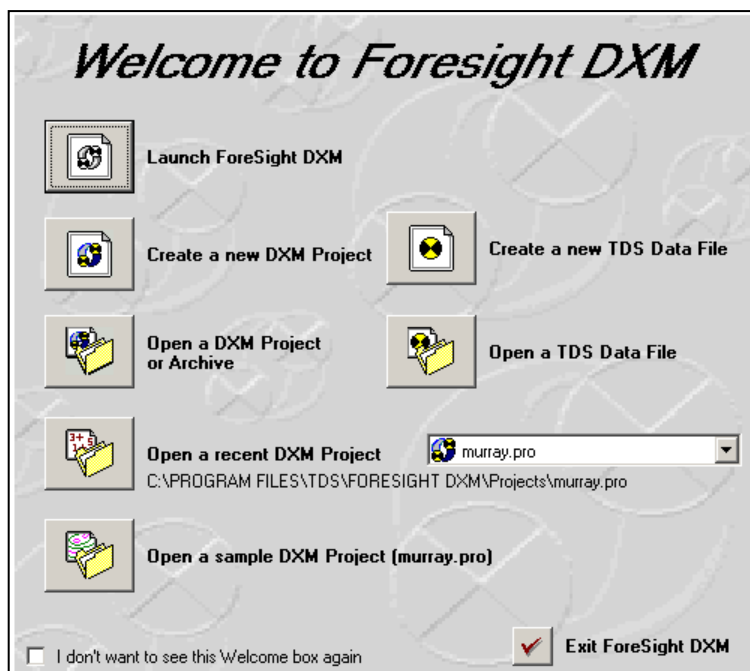 Welcome to Foresight DXM
Launch ForeSight DXM
Create a new DXM Project
Create a new TDS Data File
Open a DXM Project
or Archive
Open a TDS Data File
Open a recent DXM Project
murray.pro
C:\PROGRAM FILES\TDS\FORESIGHT DXM\Projects\murray.pro
Open a sample DXM Project (murray.pro)
I don't want to see this Welcome box again
Exit ForeSight DXM